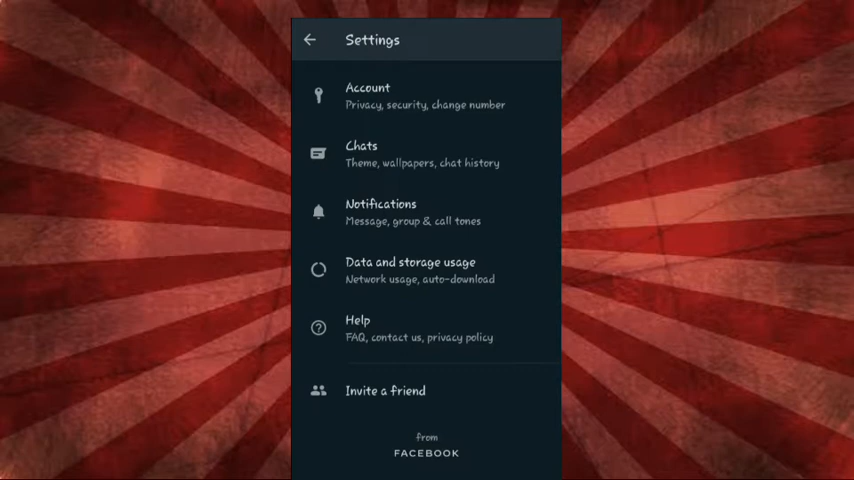 Settings
Account
Privacy, security, change number
Chats
Theme, wallpapers, chat history
Notifications
Message, group & call tones
Data and storage usage
Network usage, auto-download
Help
FAQ, contact us, privacy policy
Invite a friend
from
FACEBOOK